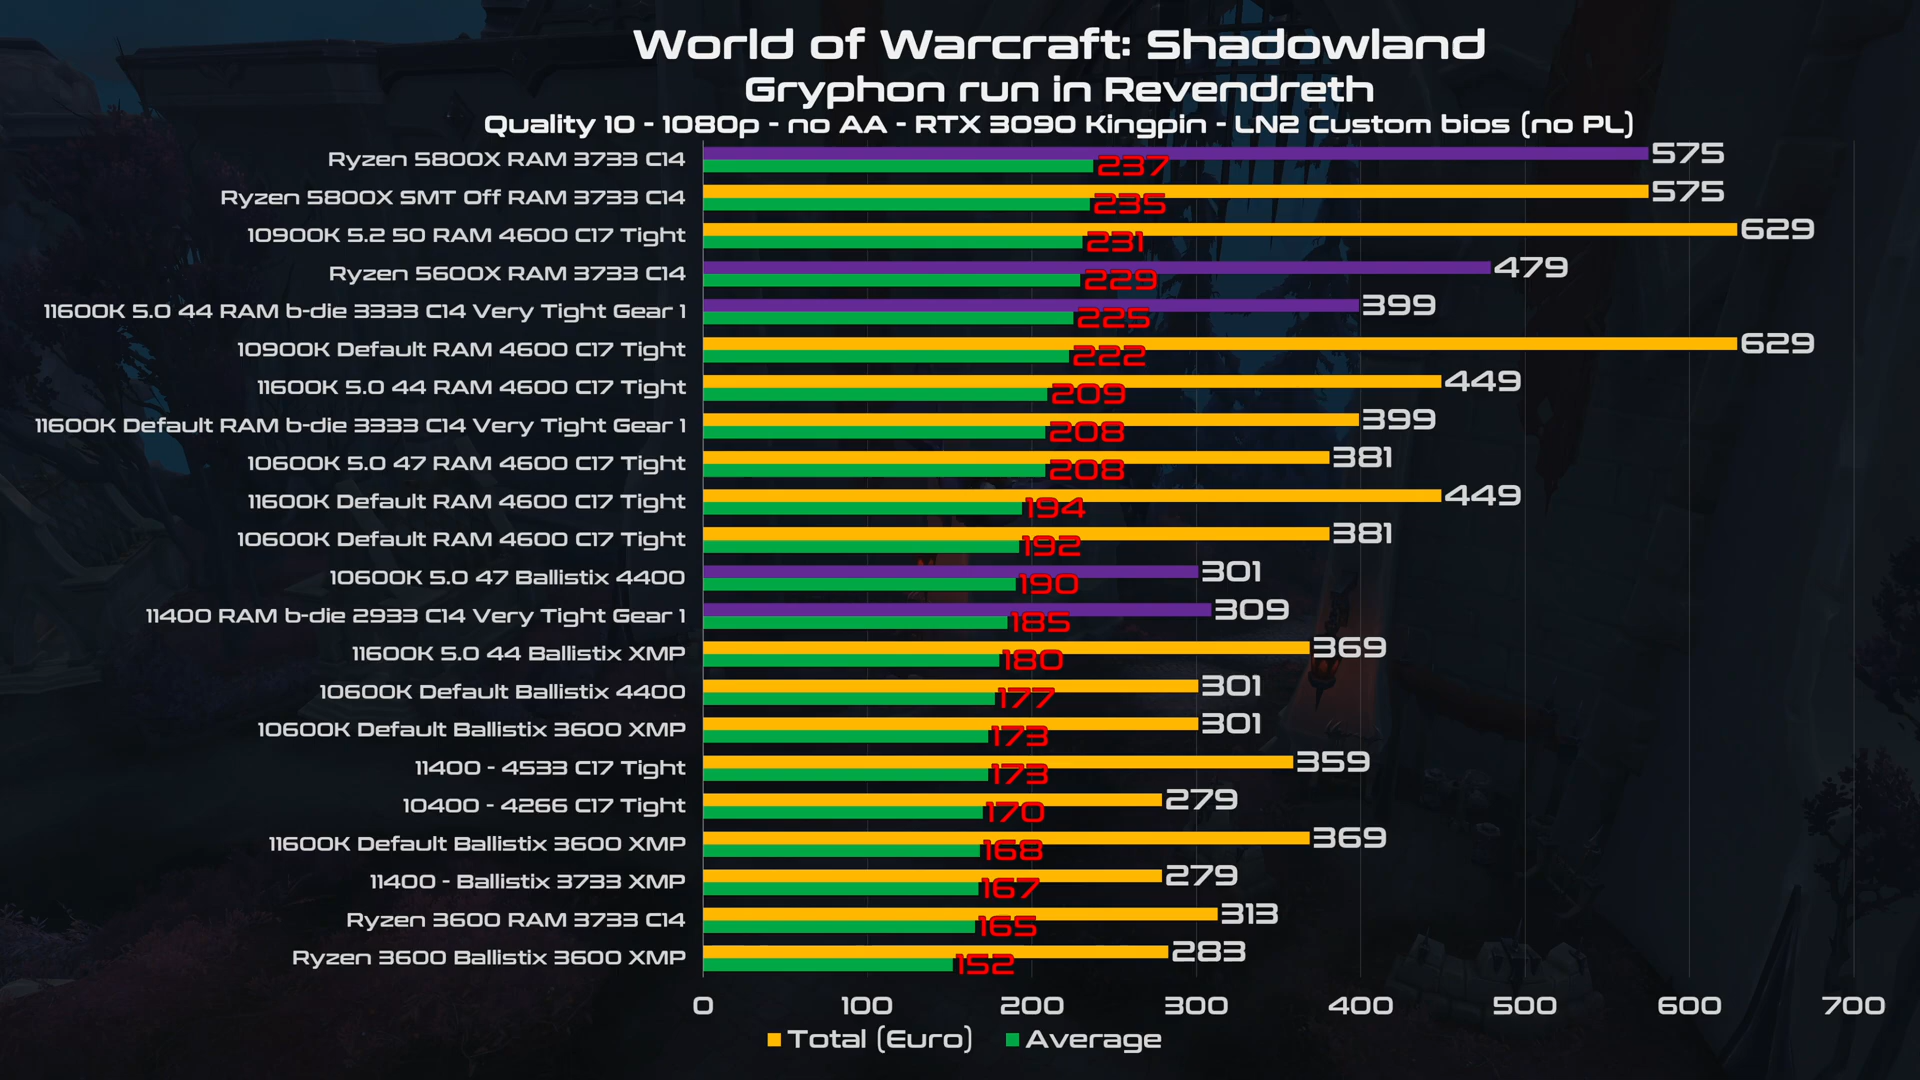 World of Warcraft: Shadowland
Gryphon run in Revendreth
Quality 10 - 1080p - no AA - RTX 3090 Kingpin - LN2 Custom bios (no PL)
Ryzen 5800X RAM 3733 C14
575
237
Ryzen 5800X SMT Off RAM 3733 C14
575
235
10900K 5.2 50 RAM 4600 C17 Tight
629
231
Ryzen 5600X RAM 3733 C14
479
229
11600K 5.0 44 RAM b-die 3333 C14 Very Tight Gear 1
399
225
10900K Default RAM 4600 C17 Tight
629
222
11600K 5.0 44 RAM 4600 C17 Tight
449
209
11600K Default RAM b-die 3333 C14 Very Tight Gear 1
399
208
10600K 5.0 47 RAM 4600 C17 Tight
381
208
11600K Default RAM 4600 C17 Tight
449
194
10600K Default RAM 4600 C17 Tight
381
192
10600K 5.0 47 Ballistix 4400
301
190
11400 RAM b-die 2933 C14 Very Tight Gear 1
309
185
11600K 5.0 44 Ballistix XMP
369
180
10600K Default Ballistix 4400
301
177
10600K Default Ballistix 3600 XMP
301
173
11400 - 4533 C17 Tight
359
173
10400 - 4266 C17 Tight
279
170
11600K Default Ballistix 3600 XMP
369
168
11400 - Ballistix 3733 XMP
279
167
Ryzen 3600 RAM 3733 C14
313
165
Ryzen 3600 Ballistix 3600 XMP
283
152
0 100 200 300 400 500 600 700
Total (Euro) Average